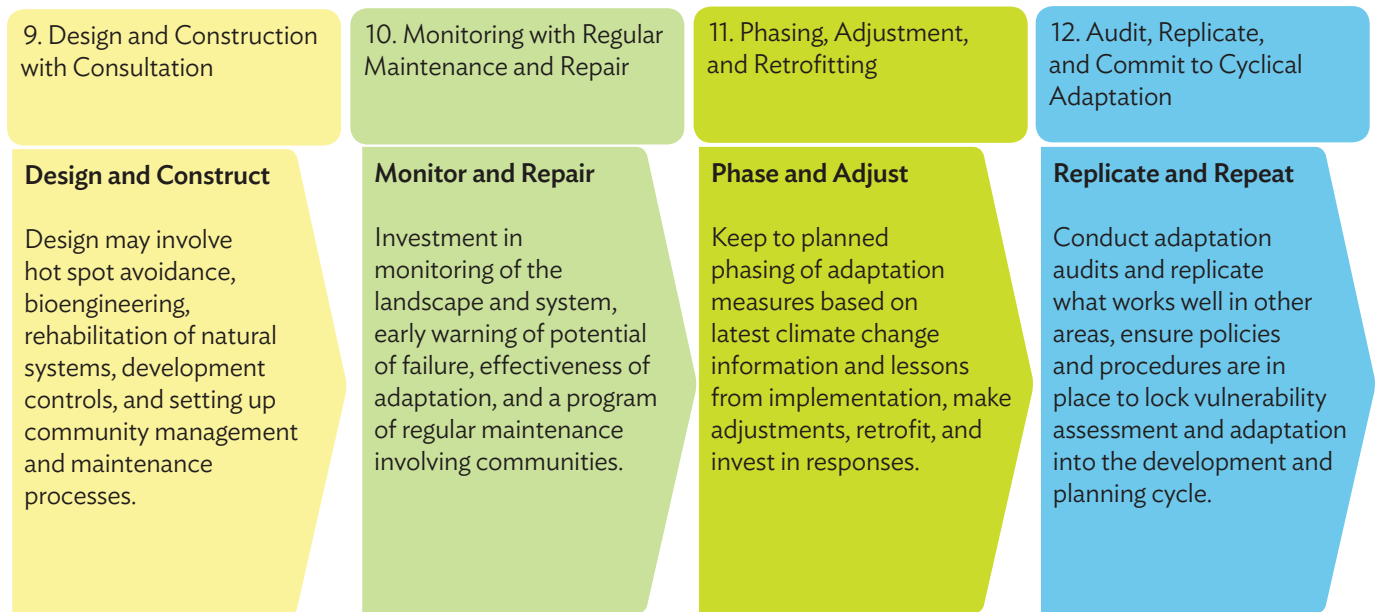 9. Design and Construction
with Consultation
10. Monitoring with Regular
Maintenance and Repair
11. Phasing, Adjustment,
and Retrofitting
12. Audit, Replicate,
and Commit to Cyclical
Adaptation
Design and Construct
Design may involve
hot spot avoidance,
bioengineering,
rehabilitation of natural
systems, development
controls, and setting up
community management
and maintenance
processes.
Monitor and Repair
Investment in
monitoring of the
landscape and system,
early warning of potential
of failure, effectiveness of
adaptation, and a program
of regular maintenance
involving communities.
Phase and Adjust
Keep to planned
phasing of adaptation
measures based on
latest climate change
information and lessons
from implementation, make
adjustments, retrofit, and
invest in responses.
Replicate and Repeat
Conduct adaptation
audits and replicate
what works well in other
areas, ensure policies
and procedures are in
place to lock vulnerability
assessment and adaptation
into the development and
planning cycle.